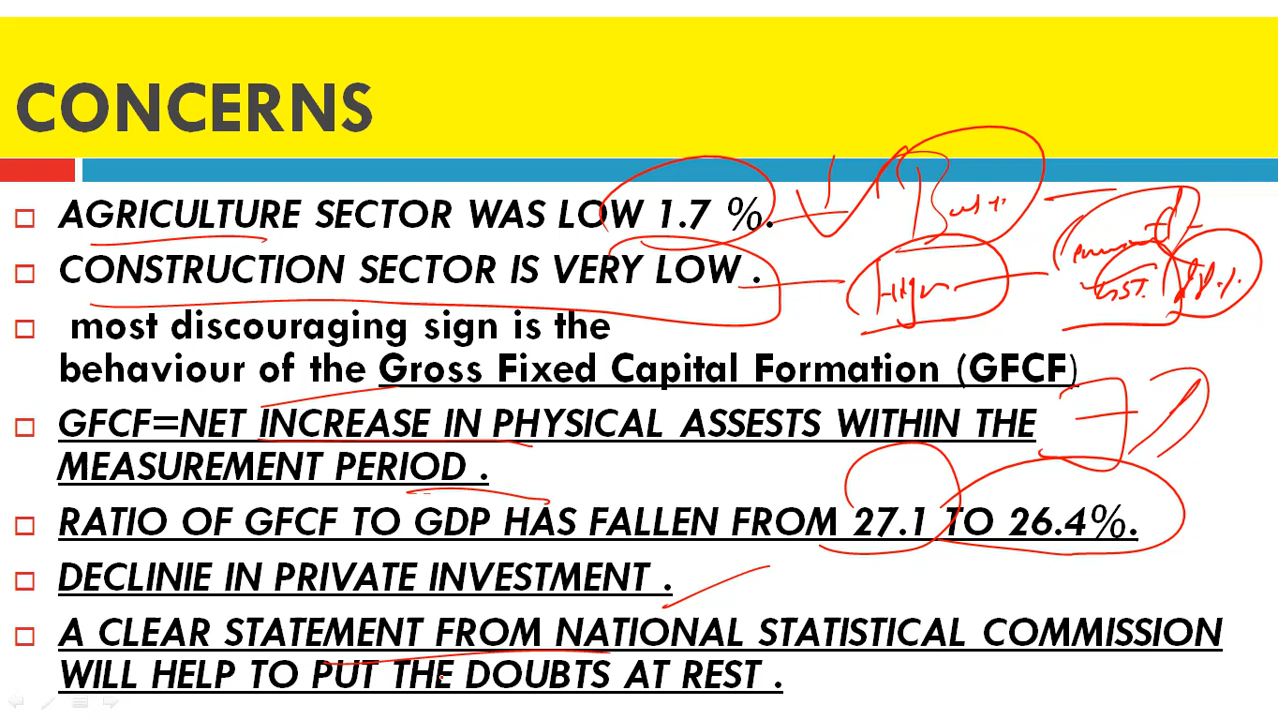 CONCERNS
AGRICULTURE SECTOR WAS LOW 1.7 %.
CONSTRUCTION SECTOR IS VERY LOW .
most discouraging sign is the
behaviour of the Gross Fixed Capital Formation (GFCF)
GFCF=NET INCREASE IN PHYSICAL ASSESTS WITHIN THE
MEASUREMENT PERIOD .
RATIO OF GFCF TO GDP HAS FALLEN FROM 27.1 TO 26.4%.
DECLINIE IN PRIVATE INVESTMENT .
A CLEAR STATEMENT FROM NATIONAL STATISTICAL COMMISSION
WILL HELP TO PUT THE DOUBTS AT REST .